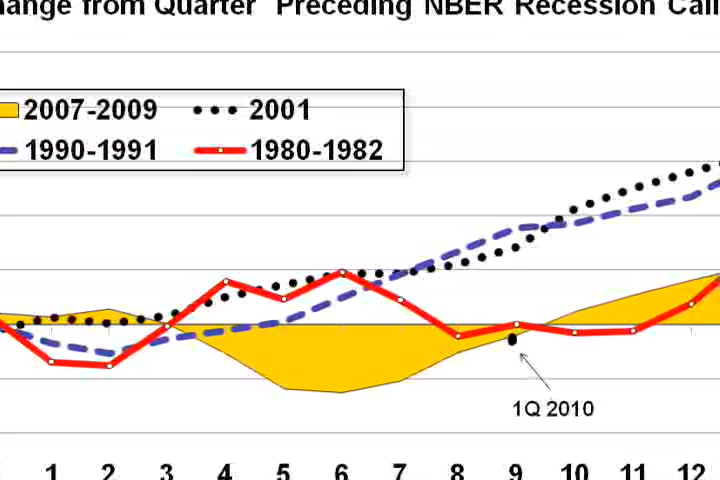 ange from Quarter Preceding NBER Recession Call
2007-2009 2001
1990-1991 1980-1982
1Q 2010
1 2 3 4 5 6 7 8 9 10 11 12